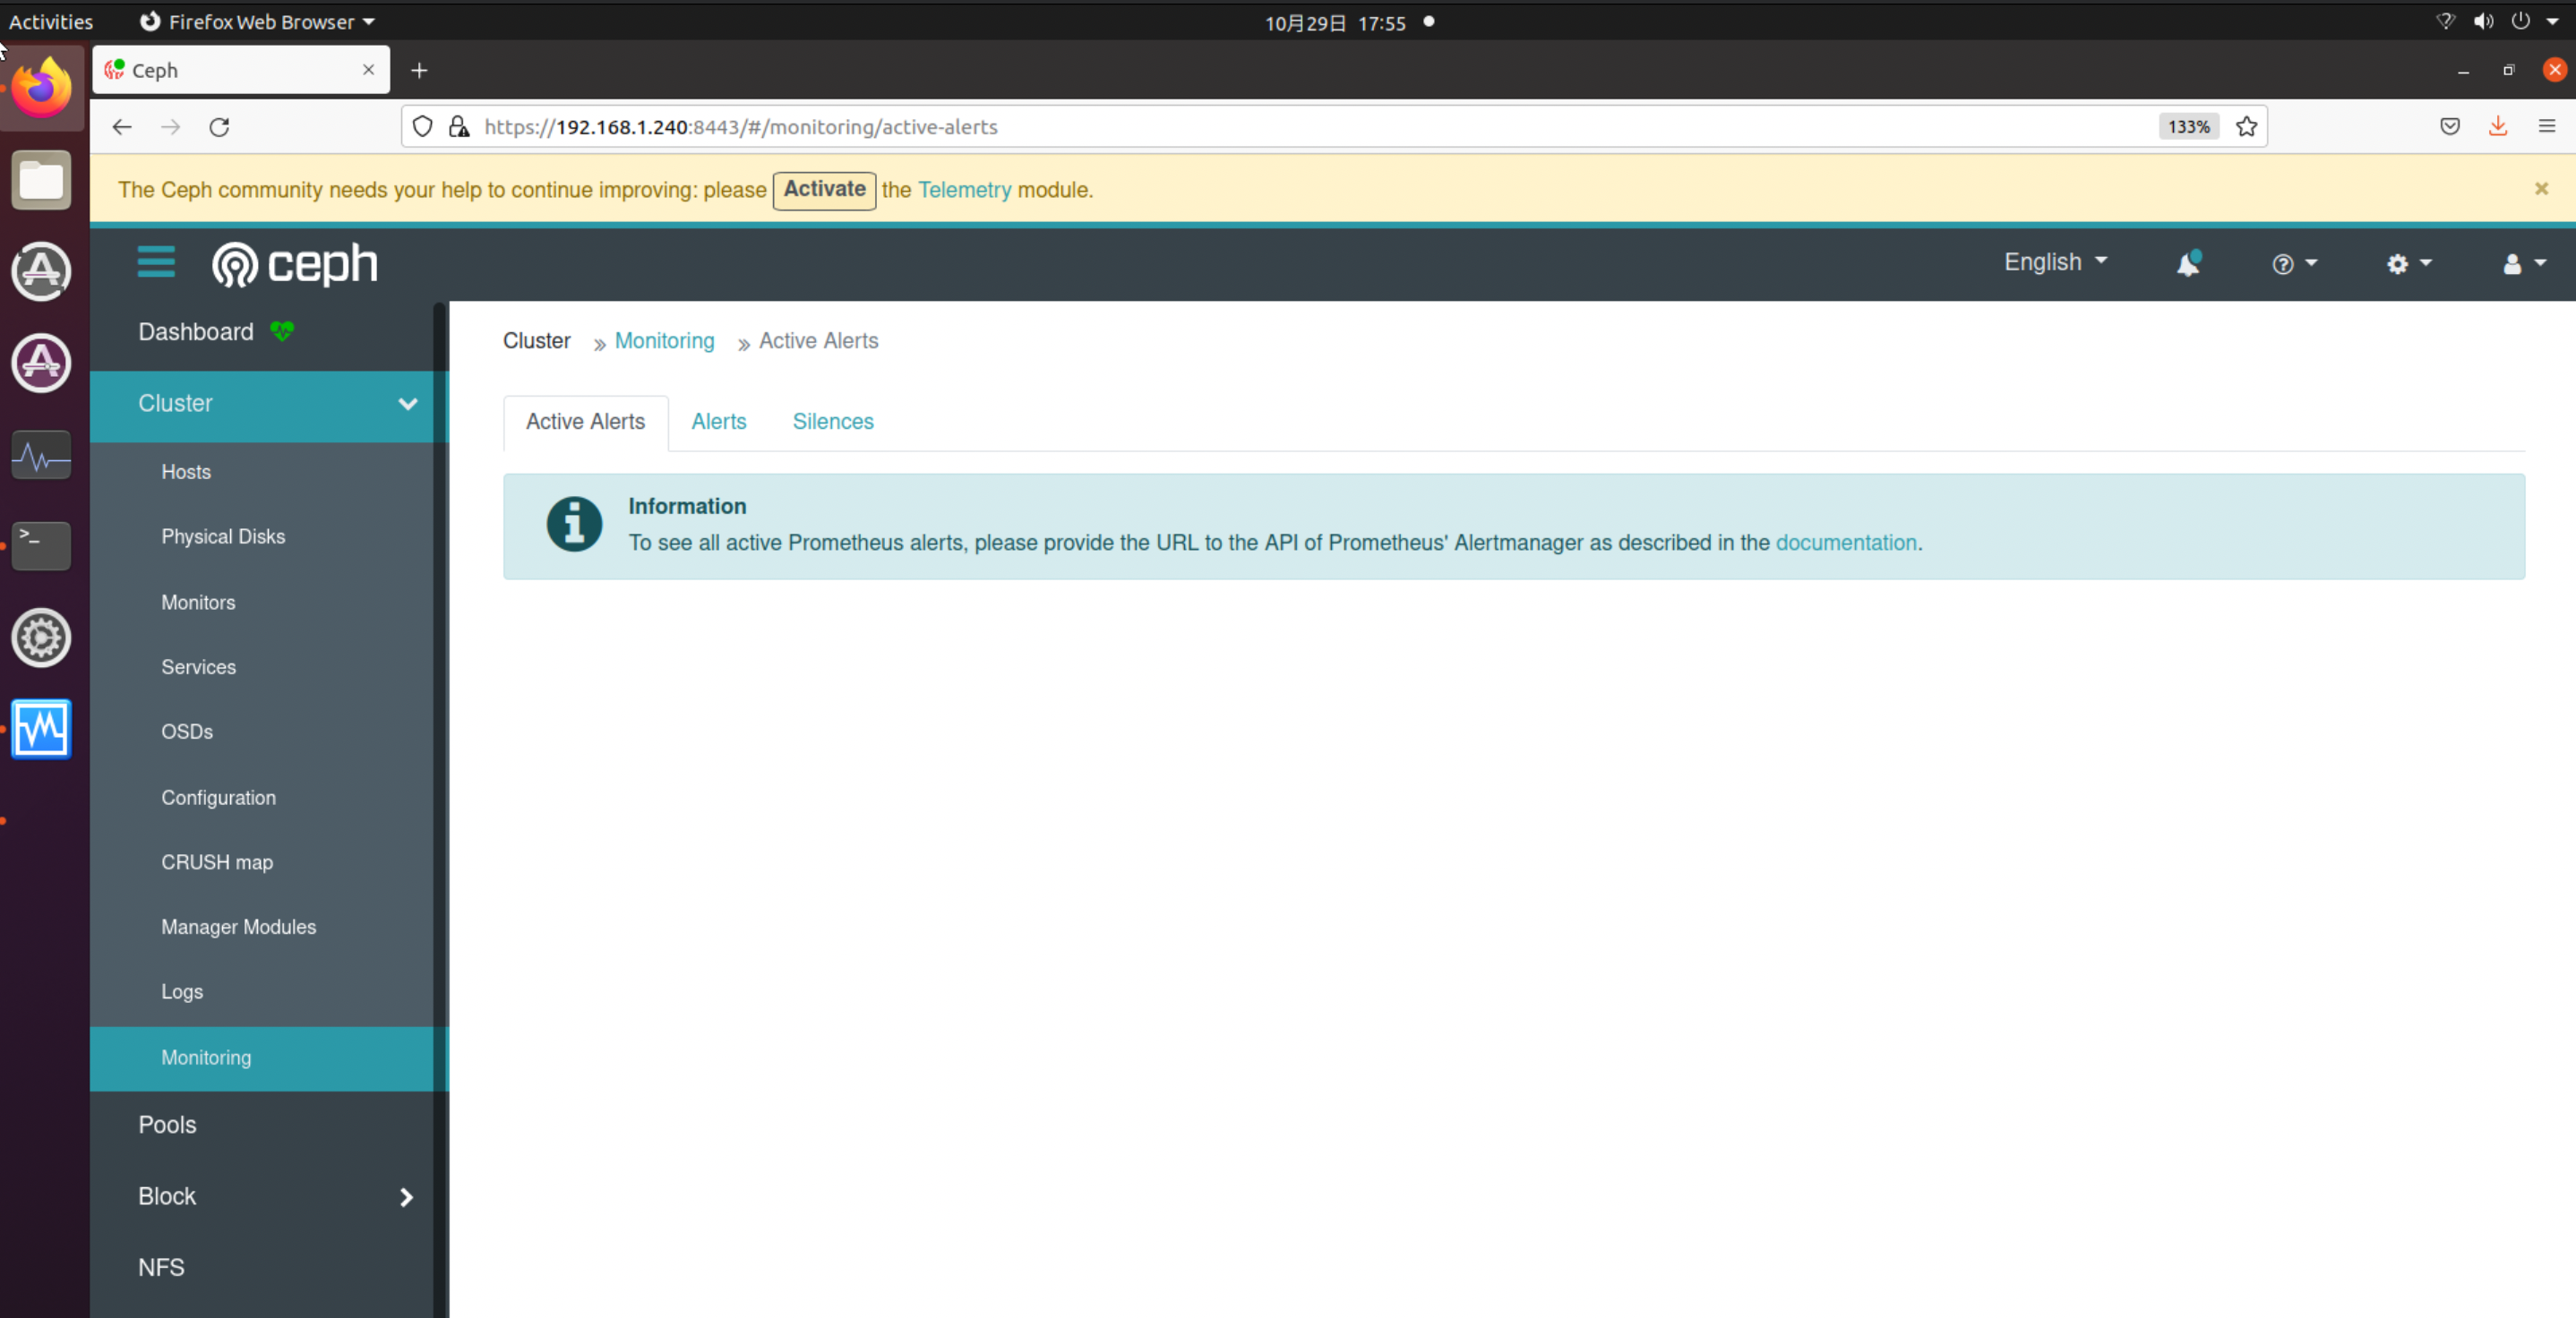 Activities Firefox Web Browser 10月29日 17:55
Ceph
https://192.168.1.240:8443/#/monitoring/active-alerts 133%
The Ceph community needs your help to continue improving: please Activate the Telemetry module.
ceph English
Dashboard
Cluster
Hosts
Physical Disks
Monitors
Services
OSDs
Configuration
CRUSH map
Manager Modules
Logs
Monitoring
Pools
Block
NFS
Cluster » Monitoring » Active Alerts
Active Alerts Alerts Silences
Information
To see all active Prometheus alerts, please provide the URL to the API of Prometheus' Alertmanager as described in the documentation.